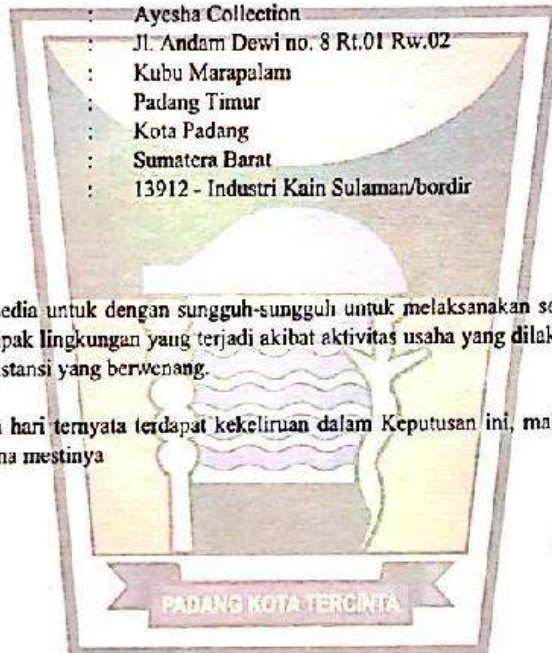 : Ayesha Collection
: Jl. Andam Dewi no. 8 Rt.01 Rw.02
: Kubu Marapalam
: Padang Timur
: Kota Padang
: Sumatera Barat
: 13912 - Industri Kain Sulaman/bordir
edia untuk dengan sungguh-sungguh untuk melaksanakan se
pak lingkungan yang terjadi akibat aktivitas usaha yang dilak
stansi yang berwenang.
hari ternyata terdapat kekeliruan dalam Keputusan ini, ma
na mestinya
PADANG KOTA TERCINTA